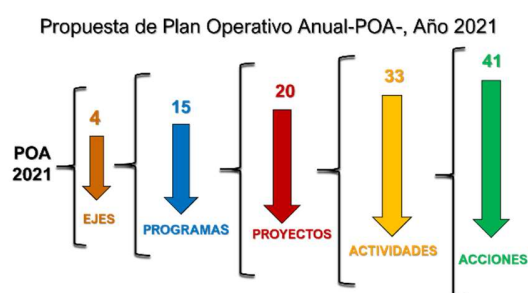 Propuesta de Plan Operativo Anual-POA-, Año 2021
POA
2021
4
EJES
15
PROGRAMAS
20
PROYECTOS
33
ACTIVIDADES
41
ACCIONES